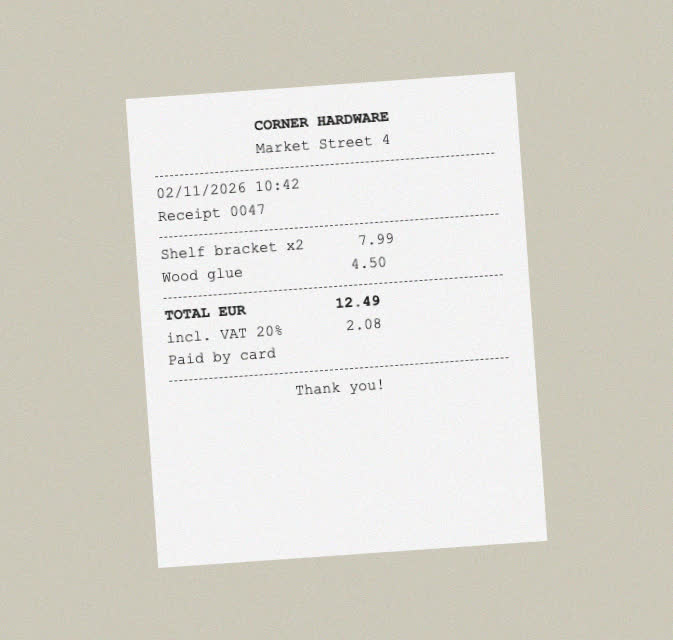 CORNER HARDWARE
Market Street 4
02/11/2026 10:42
Receipt 0047
Shelf bracket x2 7.99
Wood glue 4.50
TOTAL EUR 12.49
incl. VAT 20% 2.08
Paid by card
Thank you!